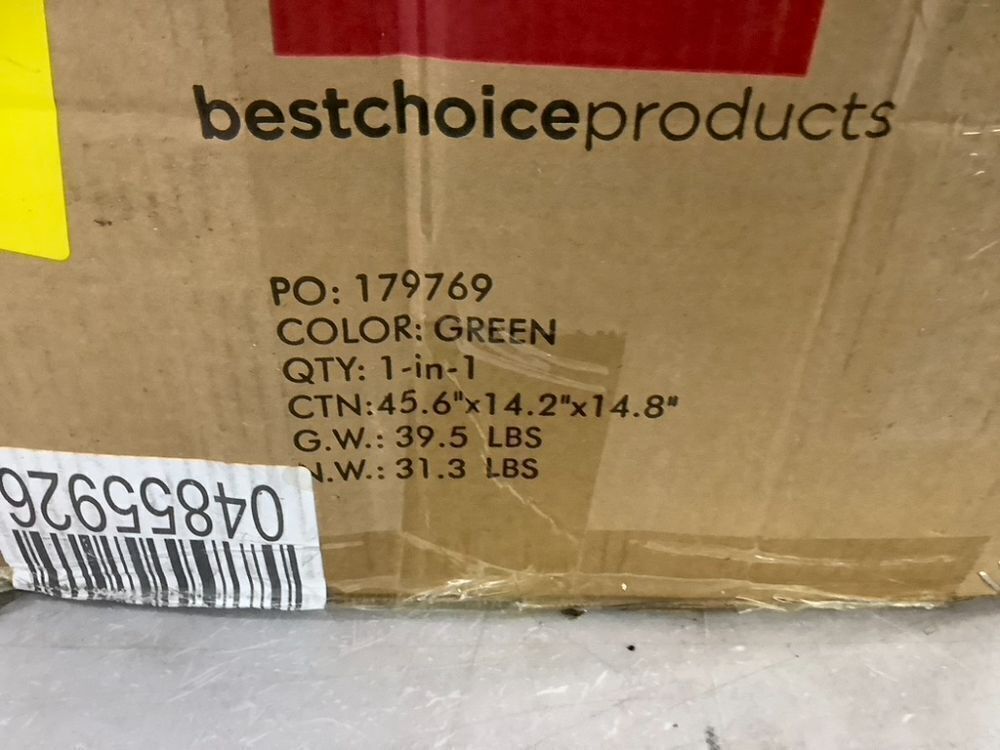 bestchoiceproducts
PO: 179769
COLOR: GREEN
QTY: 1-in-1
CTN:45.6"x14.2"x14.8"
G.W.: 39.5 LBS
N.W.: 31.3 LBS
04855926